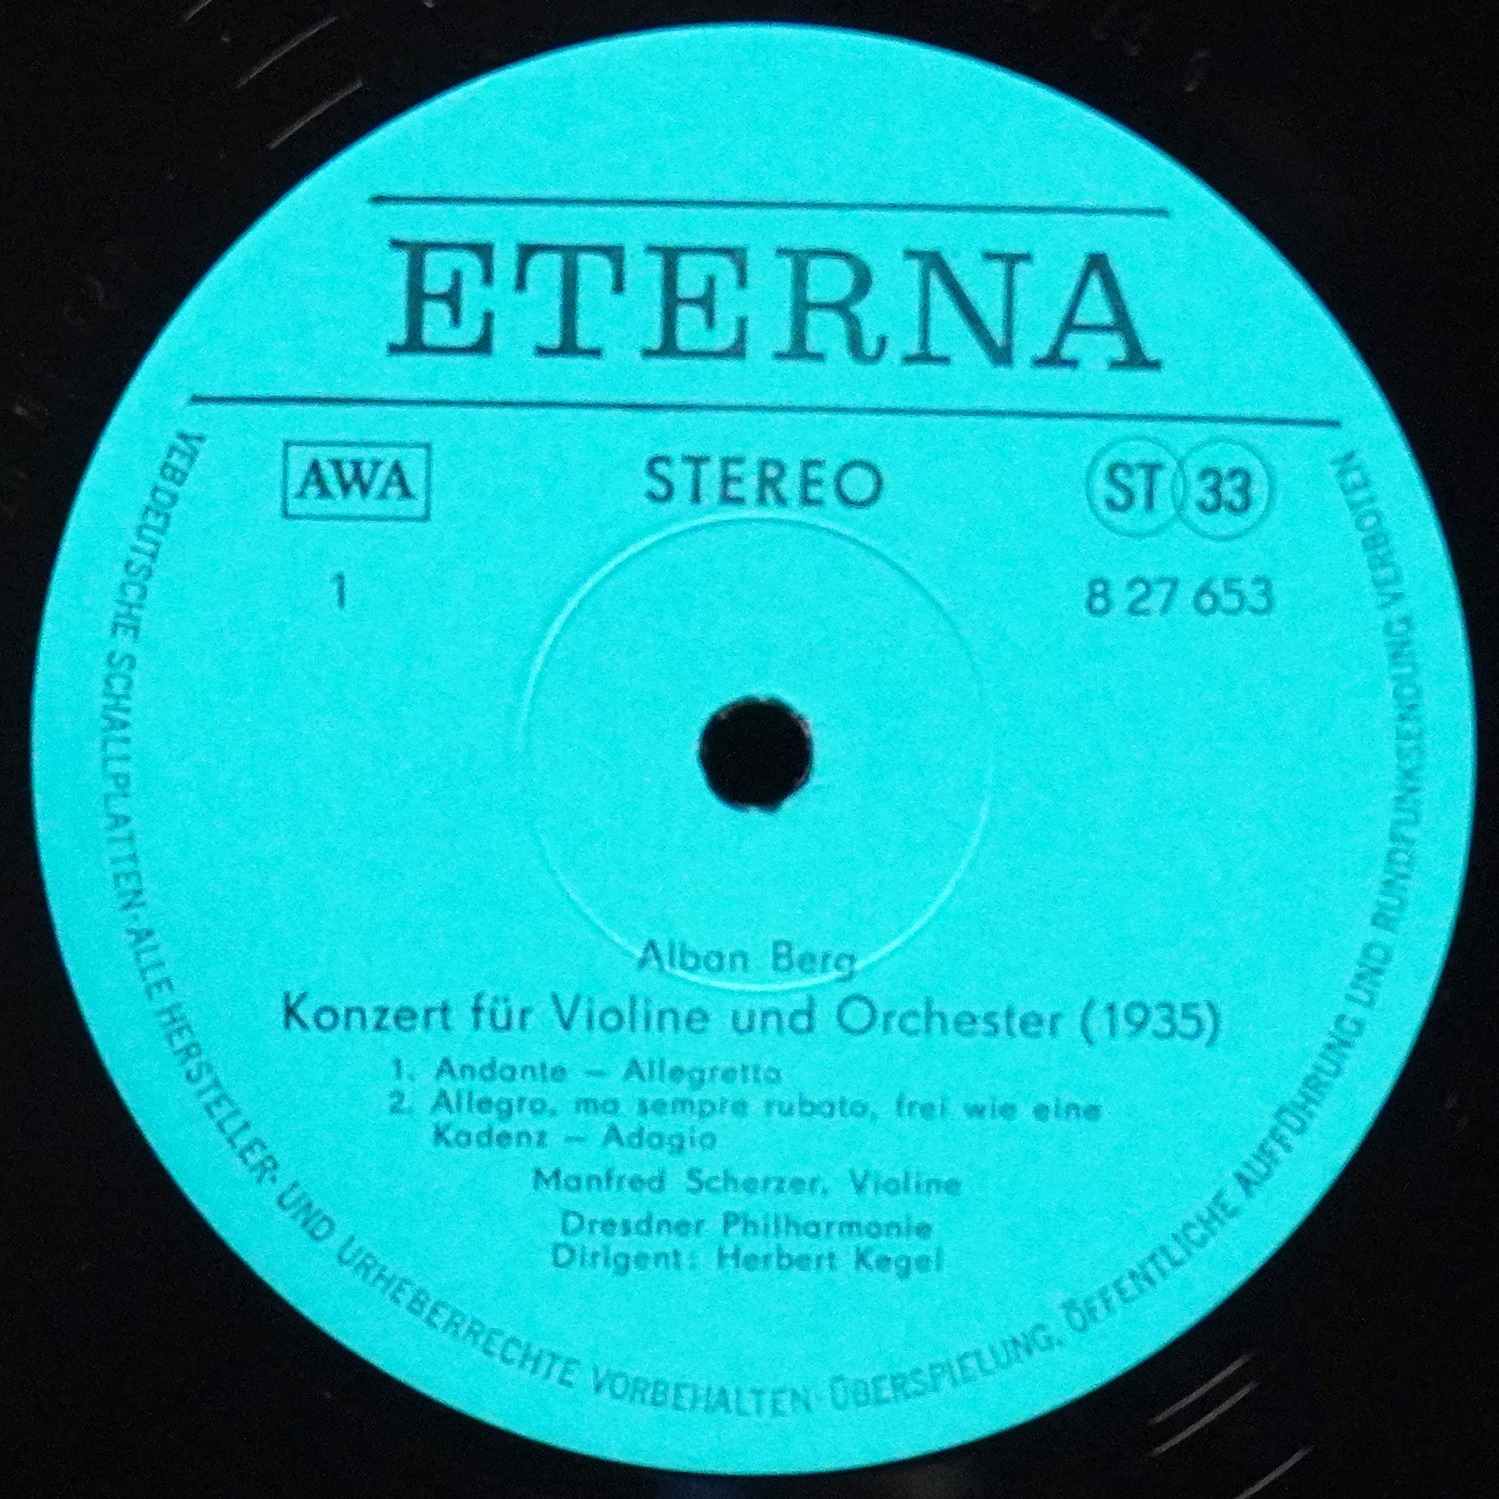 ETERNA
AWA
STEREO
ST 33
1
8 27 653
Alban Berg
Konzert für Violine und Orchester (1935)
1. Andante – Allegretto
2. Allegro, ma sempre rubato, frei wie eine
Kadenz – Adagio
Manfred Scherzer, Violine
Dresdner Philharmonie
Dirigent: Herbert Kegel
VEB DEUTSCHE SCHALLPLATTEN·ALLE HERSTELLER- UND URHEBERRECHTE VORBEHALTEN· ÜBERSPIELUNG, ÖFFENTLICHE AUFFÜHRUNG UND RUNDFUNKSENDUNG VERBOTEN